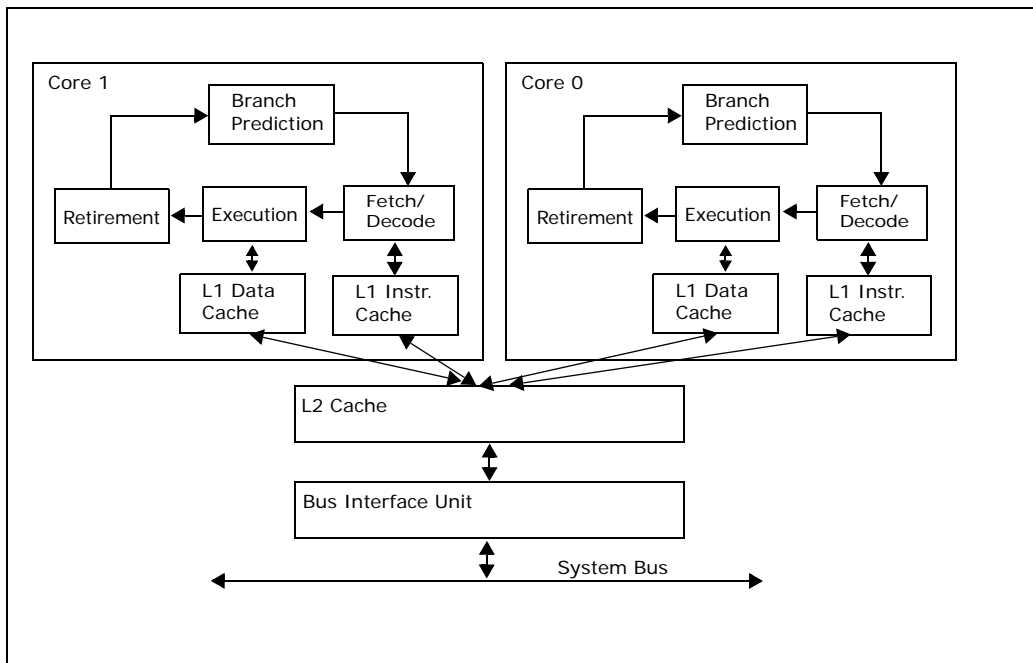 Core 1
Branch
Prediction
Retirement
Execution
Fetch/
Decode
L1 Data
Cache
L1 Instr.
Cache
Core 0
Branch
Prediction
Retirement
Execution
Fetch/
Decode
L1 Data
Cache
L1 Instr.
Cache
L2 Cache
Bus Interface Unit
System Bus